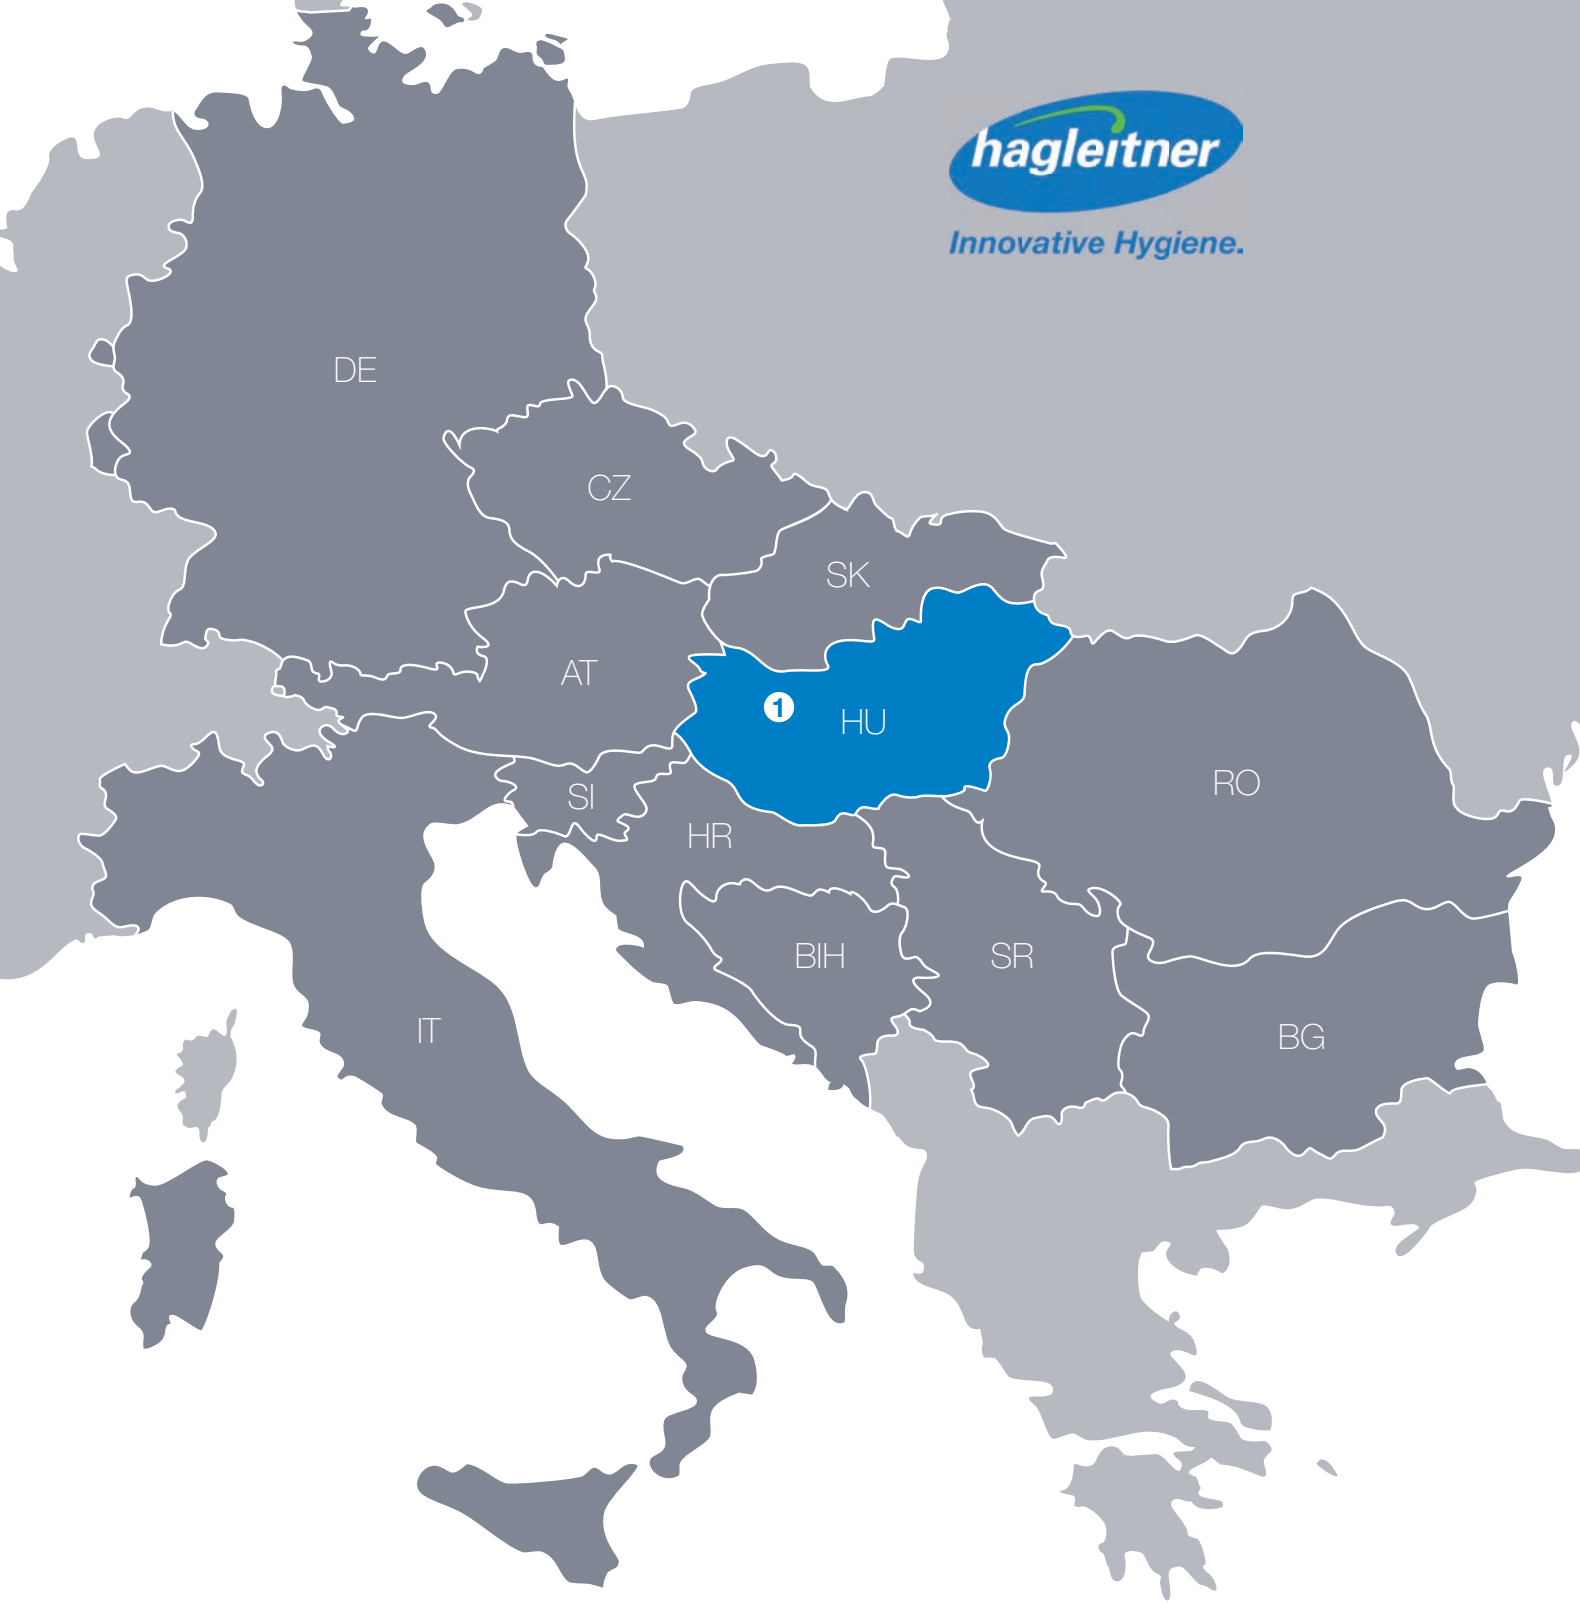 hagleitner
Innovative Hygiene.
DE
CZ
SK
AT
1
HU
SI
HR
RO
BIH
SR
IT
BG